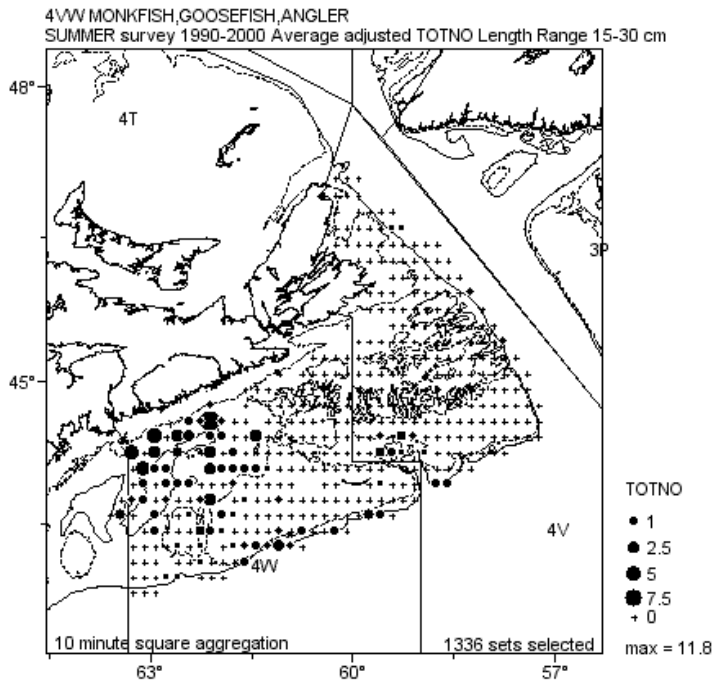 4VW MONKFISH,GOOSEFISH,ANGLER
SUMMER survey 1990-2000 Average adjusted TOTNO Length Range 15-30 cm
48°
4T
3P
45°
TOTNO
1
2.5
5
7.5
0
max = 11.8
4V
4W
10 minute square aggregation
1336 sets selected
63°
60°
57°